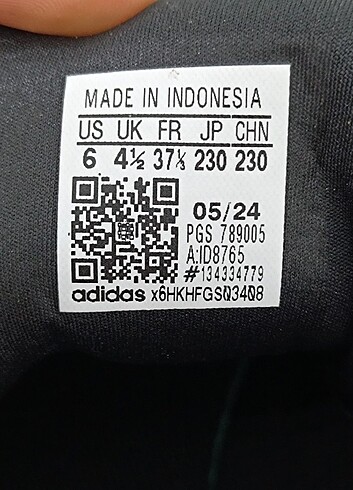 MADE IN INDONESIA
US UK FR JP CHN
6 4½ 37⅓ 230 230
05/24
PGS 789005
A:ID8765
#134334779
adidas x6HKHFGSQ3408